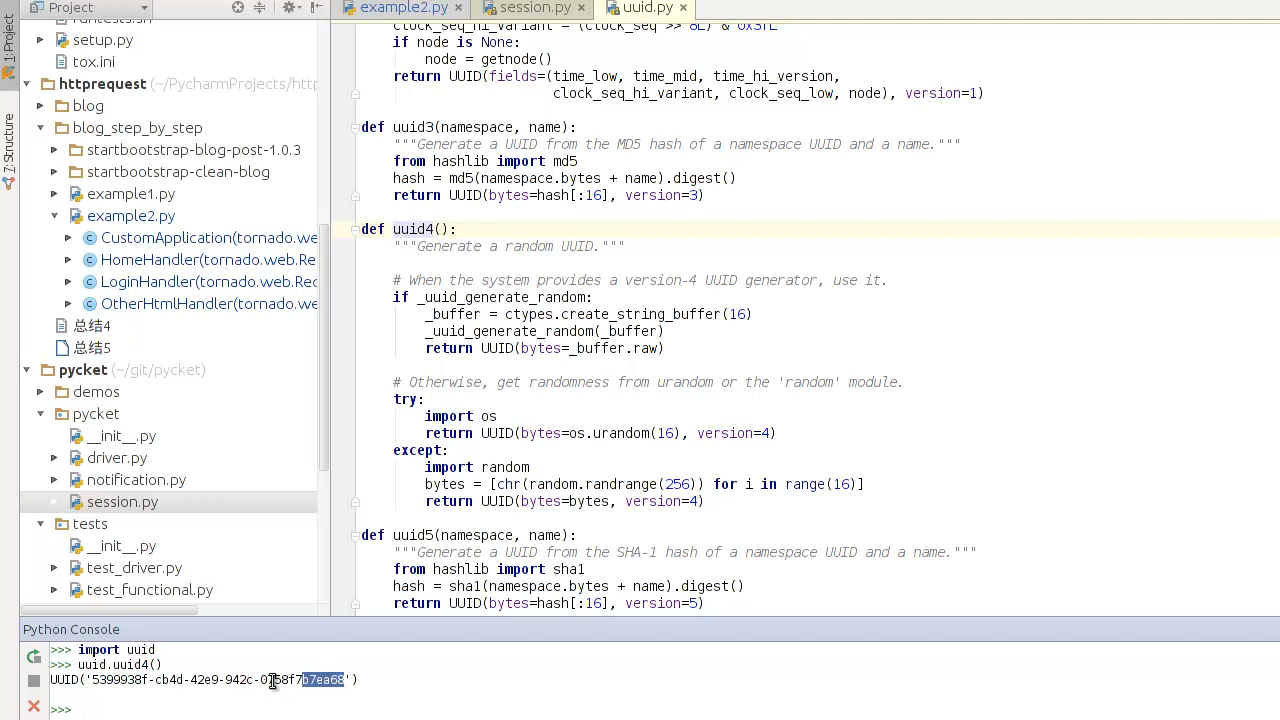 Project
example2.py
session.py
uuid.py
1: Project
7: Structure
setup.py
tox.ini
httprequest (~/PycharmProjects/http
blog
blog_step_by_step
startbootstrap-blog-post-1.0.3
startbootstrap-clean-blog
example1.py
example2.py
CustomApplication(tornado.we
HomeHandler(tornado.web.Re
LoginHandler(tornado.web.Rec
OtherHtmlHandler(tornado.we
总结4
总结5
pycket (~/git/pycket)
demos
pycket
__init__.py
driver.py
notification.py
session.py
tests
__init__.py
test_driver.py
test_functional.py
clock_seq_hi_variant = (clock_seq >> 8L) & 0x3fL
if node is None:
node = getnode()
return UUID(fields=(time_low, time_mid, time_hi_version,
clock_seq_hi_variant, clock_seq_low, node), version=1)
def uuid3(namespace, name):
"""Generate a UUID from the MD5 hash of a namespace UUID and a name."""
from hashlib import md5
hash = md5(namespace.bytes + name).digest()
return UUID(bytes=hash[:16], version=3)
def uuid4():
"""Generate a random UUID."""
# When the system provides a version-4 UUID generator, use it.
if _uuid_generate_random:
_buffer = ctypes.create_string_buffer(16)
_uuid_generate_random(_buffer)
return UUID(bytes=_buffer.raw)
# Otherwise, get randomness from urandom or the 'random' module.
try:
import os
return UUID(bytes=os.urandom(16), version=4)
except:
import random
bytes = [chr(random.randrange(256)) for i in range(16)]
return UUID(bytes=bytes, version=4)
def uuid5(namespace, name):
"""Generate a UUID from the SHA-1 hash of a namespace UUID and a name."""
from hashlib import sha1
hash = sha1(namespace.bytes + name).digest()
return UUID(bytes=hash[:16], version=5)
Python Console
>>> import uuid
>>> uuid.uuid4()
>>>